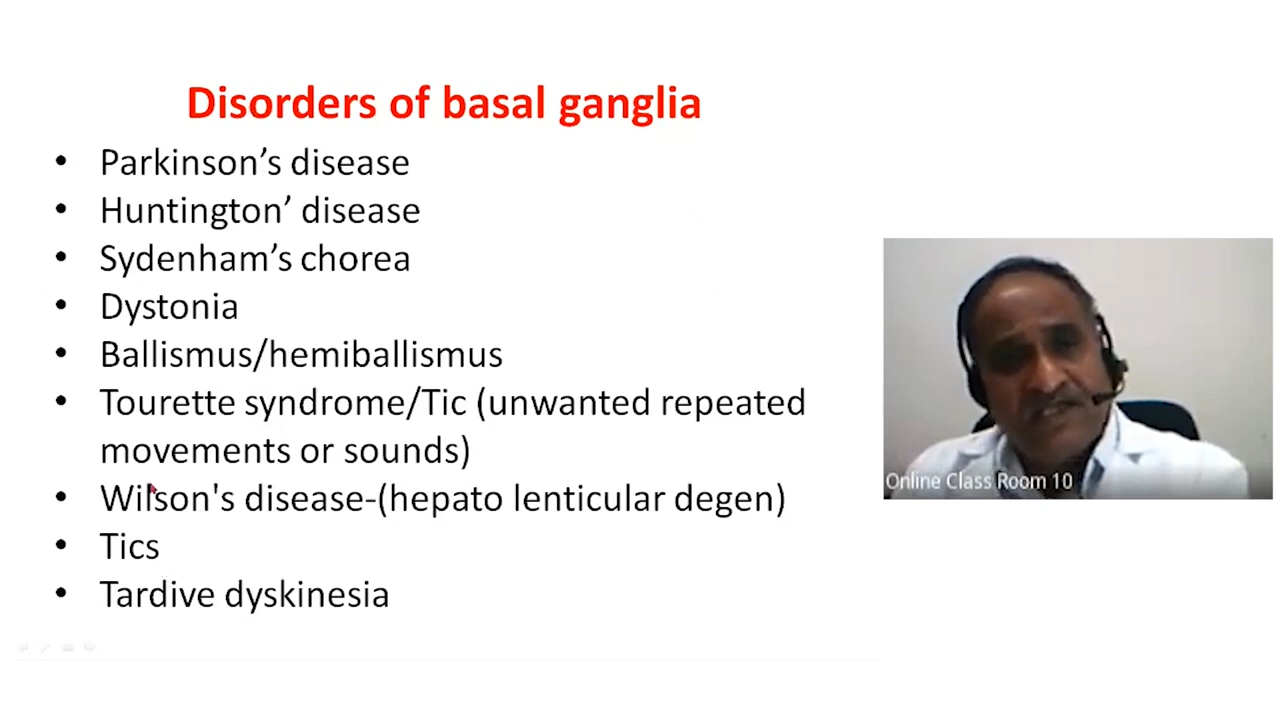 Disorders of basal ganglia
• Parkinson’s disease
• Huntington’ disease
• Sydenham’s chorea
• Dystonia
• Ballismus/hemiballismus
• Tourette syndrome/Tic (unwanted repeated
movements or sounds)
• Wilson's disease-(hepato lenticular degen)
• Tics
• Tardive dyskinesia
Online Class Room 10